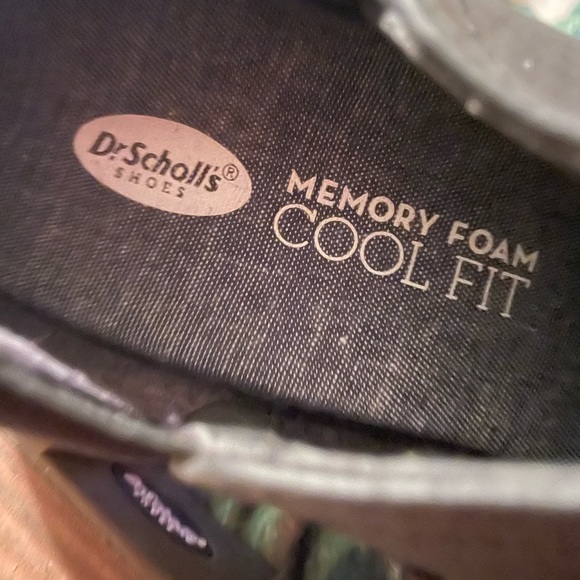 Dr Scholl's®
SHOES
MEMORY FOAM
COOL FIT